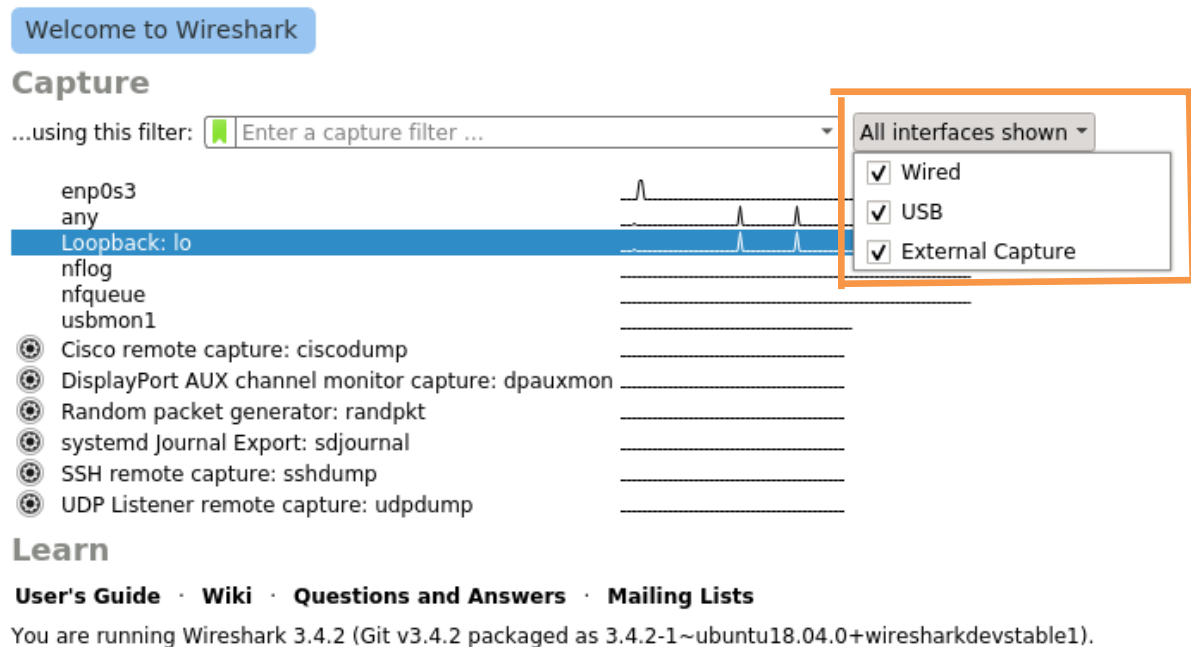 Welcome to Wireshark
Capture
...using this filter: Enter a capture filter ... All interfaces shown
Wired
USB
External Capture
enp0s3
any
Loopback: lo
nflog
nfqueue
usbmon1
Cisco remote capture: ciscodump
DisplayPort AUX channel monitor capture: dpauxmon
Random packet generator: randpkt
systemd Journal Export: sdjournal
SSH remote capture: sshdump
UDP Listener remote capture: udpdump
Learn
User's Guide · Wiki · Questions and Answers · Mailing Lists
You are running Wireshark 3.4.2 (Git v3.4.2 packaged as 3.4.2-1~ubuntu18.04.0+wiresharkdevstable1).